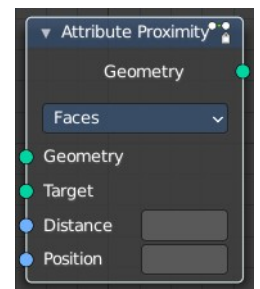 Attribute Proximity
Geometry
Faces
Geometry
Target
Distance
Position